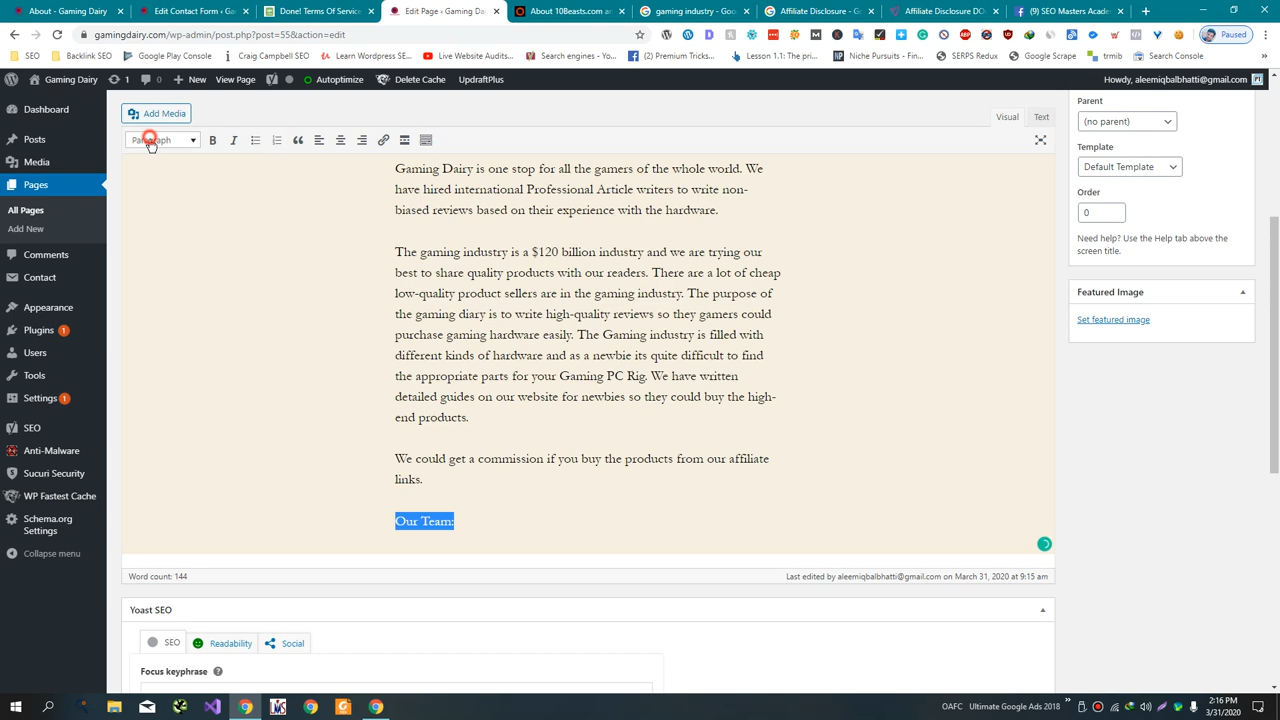 About - Gaming Dairy.
Edit Contact Form ‹ Ga
Done! Terms Of Service
Edit Page ‹ Gaming Dair
About 10Beasts.com an
gaming industry - Goog
Affiliate Disclosure - Go
Affiliate Disclosure DO
(9) SEO Masters Acade
gamingdairy.com/wp-admin/post.php?post=55&action=edit
Paused
SEO
Backlink SEO
Google Play Console
Craig Campbell SEO
Learn Wordpress SE...
Live Website Audits...
Search engines - Yo...
(2) Premium Tricks...
Lesson 1.1: The pri...
Niche Pursuits -...
SERPS Redux
Google Scrape
trmib
Search Console
Gaming Dairy
1
0
New
View Page
Autoptimize
Delete Cache
UpdraftPlus
Howdy, aleemiqbalbhatti@gmail.com
Dashboard
Posts
Media
Pages
All Pages
Add New
Comments
Contact
Appearance
Plugins 1
Users
Tools
Settings 1
SEO
Anti-Malware
Sucuri Security
WP Fastest Cache
Schema.org
Settings
Collapse menu
Add Media
Visual
Text
Paragraph
Gaming Dairy is one stop for all the gamers of the whole world. We
have hired international Professional Article writers to write non-
biased reviews based on their experience with the hardware.
The gaming industry is a $120 billion industry and we are trying our
best to share quality products with our readers. There are a lot of cheap
low-quality product sellers are in the gaming industry. The purpose of
the gaming diary is to write high-quality reviews so they gamers could
purchase gaming hardware easily. The Gaming industry is filled with
different kinds of hardware and as a newbie its quite difficult to find
the appropriate parts for your Gaming PC Rig. We have written
detailed guides on our website for newbies so they could buy the high-
end products.
We could get a commission if you buy the products from our affiliate
links.
Our Team:
Word count: 144
Last edited by aleemiqbalbhatti@gmail.com on March 31, 2020 at 9:15 am
Yoast SEO
SEO
Readability
Social
Focus keyphrase
Parent
(no parent)
Template
Default Template
Order
0
Need help? Use the Help tab above the
screen title.
Featured Image
Set featured image
OAFC
Ultimate Google Ads 2018
2:16 PM
3/31/2020